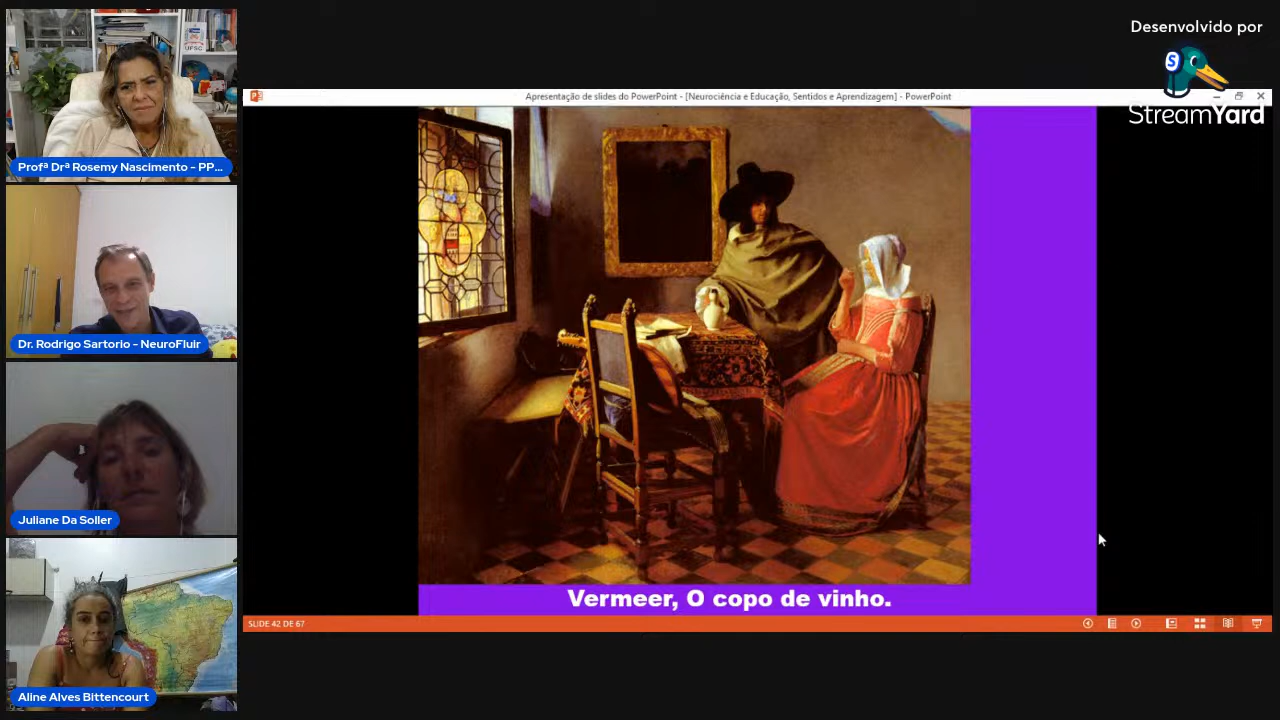 Desenvolvido por
StreamYard
UFSC
Profª Drª Rosemy Nascimento - PP...
Dr. Rodrigo Sartorio - NeuroFluir
Juliane Da Soller
Aline Alves Bittencourt
Apresentação de slides do PowerPoint - [Neurociência e Educação, Sentidos e Aprendizagem] - PowerPoint
Vermeer, O copo de vinho.
SLIDE 42 DE 67